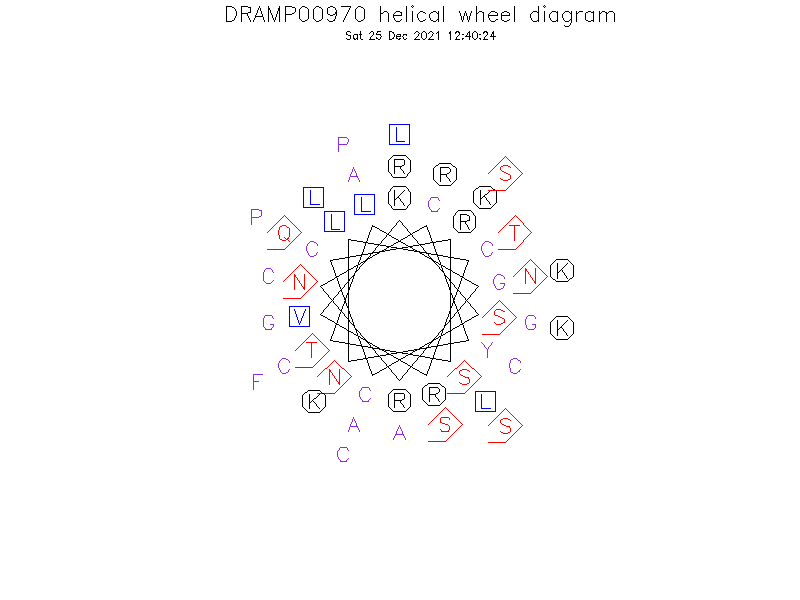 DRAMP00970 helical wheel diagram
Sat 25 Dec 2021 12:40:24
L
P
R
A R S
L K K
L C
P L R
Q T
C C
C N G N K
G V S G K
T Y
C C
F N S
K C R R L
A S S
A
C